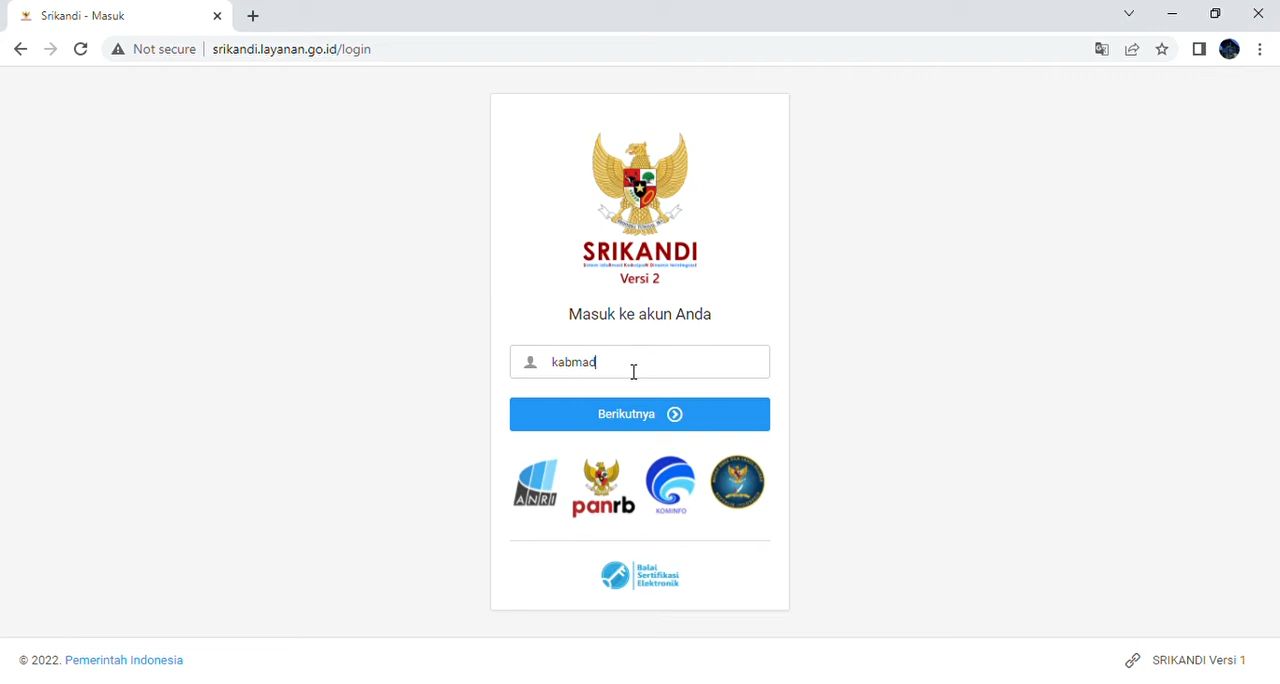 Srikandi - Masuk
Not secure
srikandi.layanan.go.id/login
SRIKANDI
Versi 2
Masuk ke akun Anda
kabmad
Berikutnya
ANRI
panrb
KOMINFO
Balai
Sertifikasi
Elektronik
© 2022. Pemerintah Indonesia
SRIKANDI Versi 1